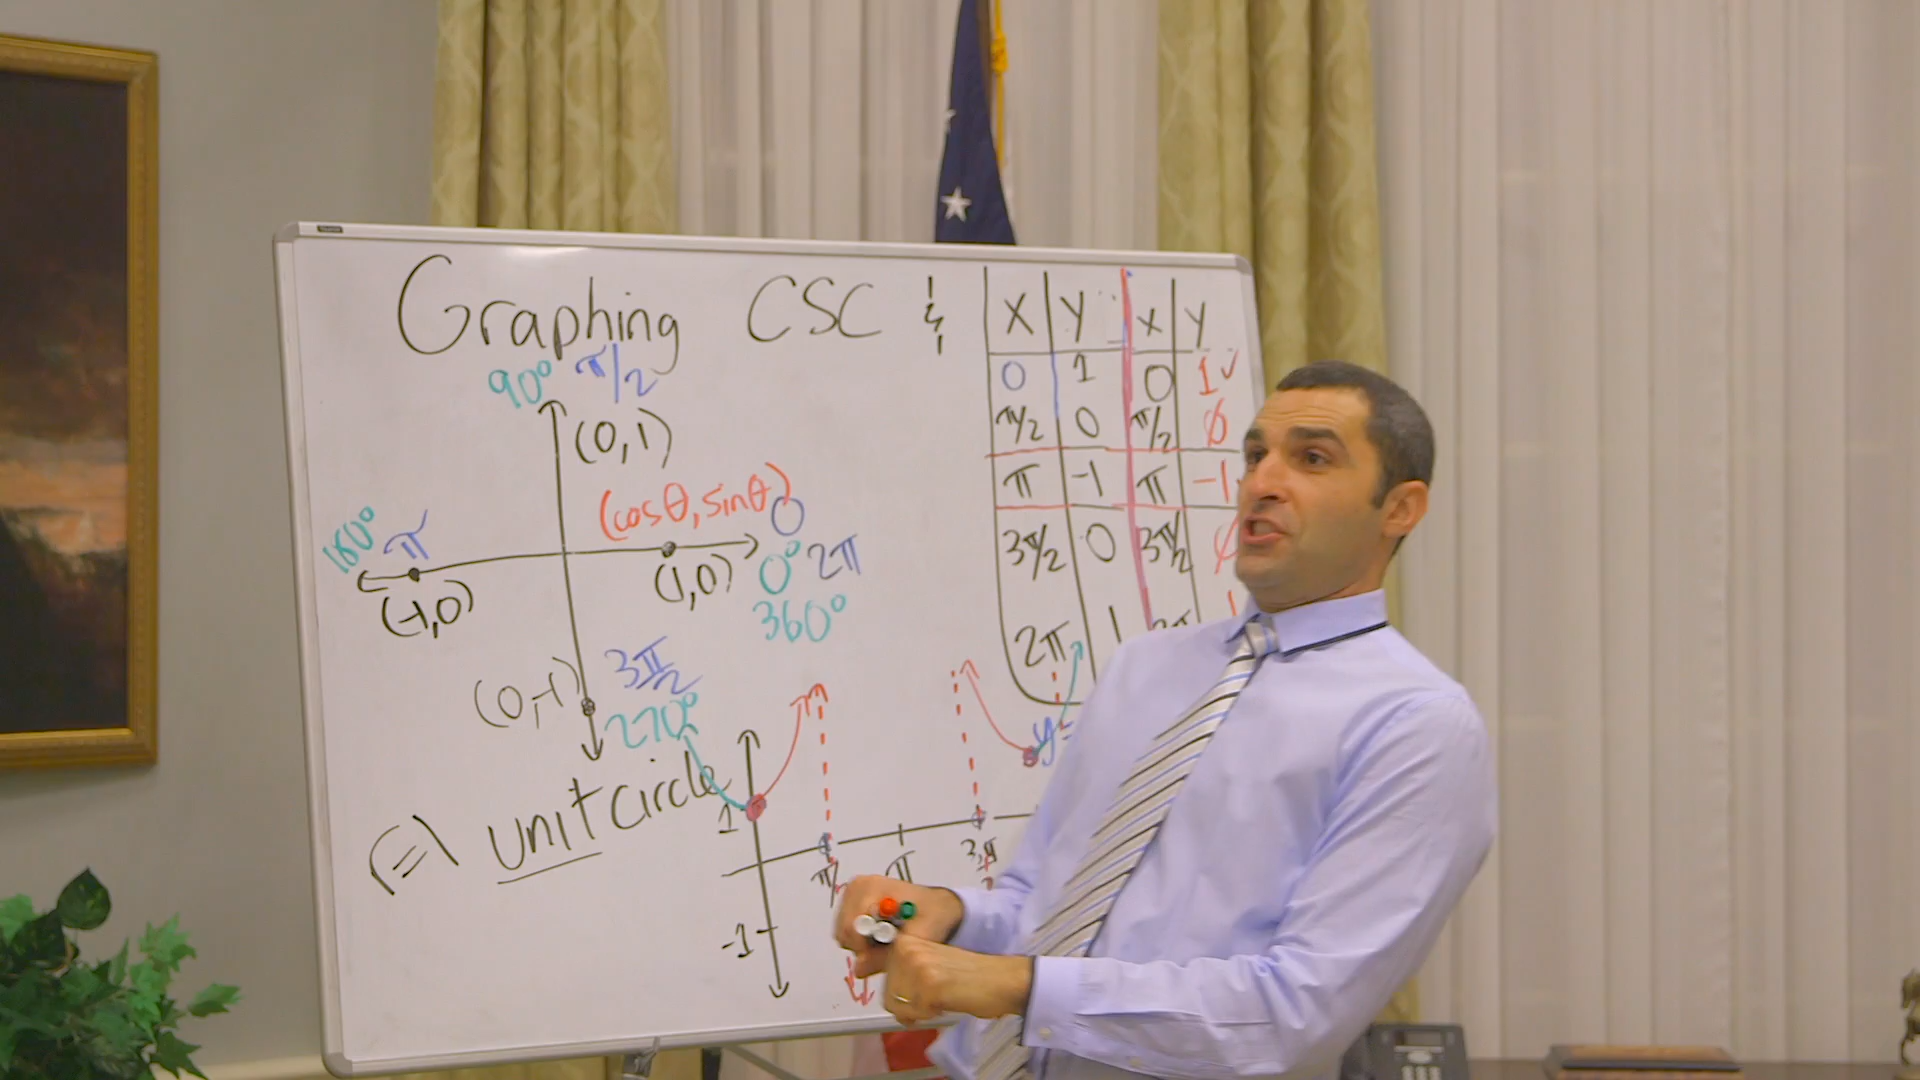 Graphing CSC &
90° π/2
(0,1)
(cosθ, sinθ)
180° π
0
0° 2π
(-1,0)
(1,0)
360°
(0,-1)
3π/2
270°
r=1 unit circle
X Y X Y
0 1 0 1 ✓
π/2 0 π/2 ∅
π -1 π -1
3π/2 0 3π/2 ∅
2π 1
y=
1
π/2 π 3π/2
-1